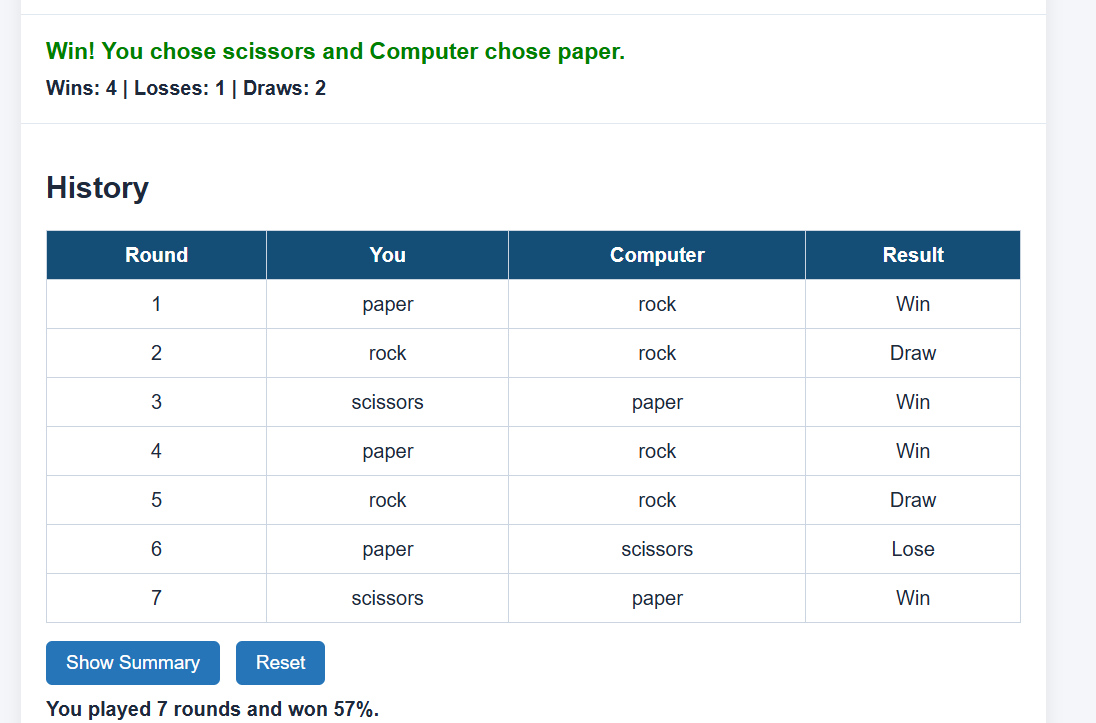 Win! You chose scissors and Computer chose paper.
Wins: 4 | Losses: 1 | Draws: 2
History
Round You Computer Result
1 paper rock Win
2 rock rock Draw
3 scissors paper Win
4 paper rock Win
5 rock rock Draw
6 paper scissors Lose
7 scissors paper Win
Show Summary Reset
You played 7 rounds and won 57%.